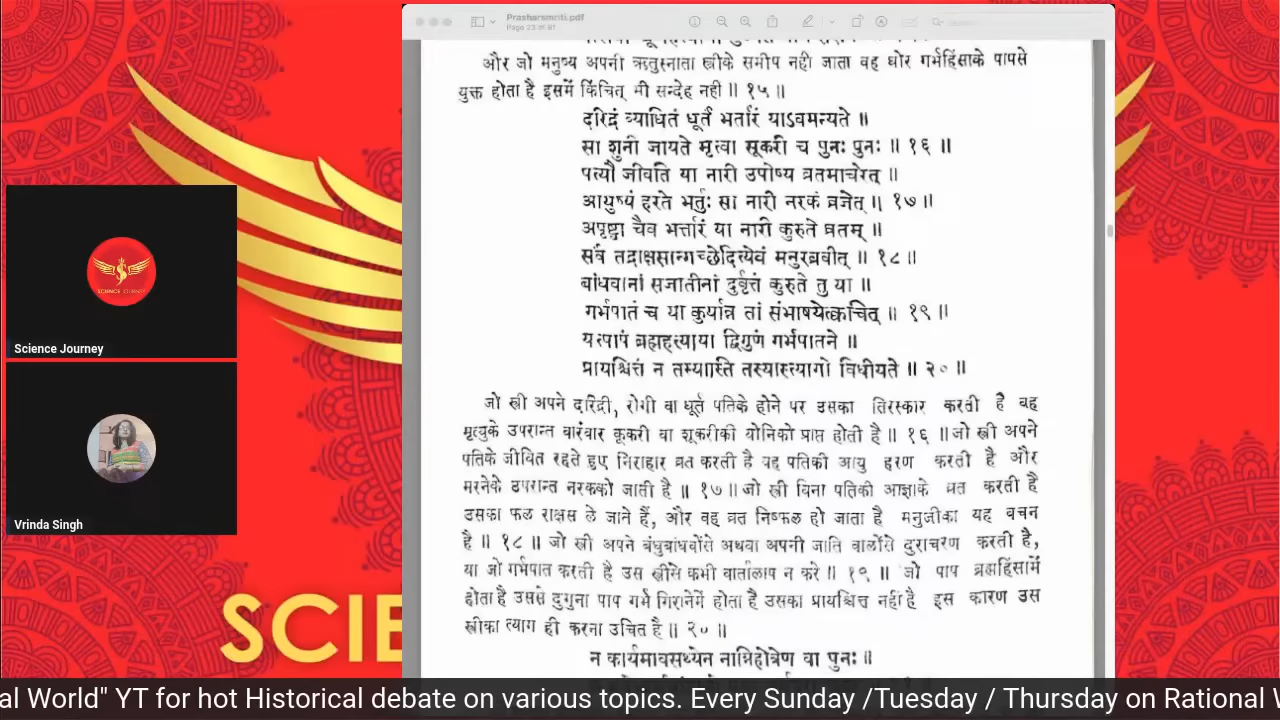 Prasharsmriti.pdf
Page 23 of 91
और जो मनुष्य अपनी ऋतुस्नाता स्त्रीके समीप नही जाता वह घोर गर्भहिंसाके पापसे
युक्त होता है इसमें किंचित् भी सन्देह नही ॥ १५ ॥
दरिद्रं व्याधितं धूर्तं भर्तारं याऽवमन्यते ॥
सा शुनी जायते मृत्वा सूकरी च पुनः पुनः ॥ १६ ॥
पत्यौ जीवति या नारी उपोष्य व्रतमाचरेत् ॥
आयुष्यं हरते भर्तुः सा नारी नरकं व्रजेत् ॥ १७ ॥
अपृष्ट्वा चैव भर्त्तारं या नारी कुरुते व्रतम् ॥
सर्वं तद्राक्षसान्गच्छेदित्येवं मनुरब्रवीत् ॥ १८ ॥
बांधवानां सजातीनां दुर्वृत्तं कुरुते तु या ॥
गर्भपातं च या कुर्यान्न तां संभाषयेत्क्वचित् ॥ १९ ॥
यत्पापं ब्रह्महत्याया द्विगुणं गर्भपातने ॥
प्रायश्चित्तं न तस्यास्ति तस्यास्त्यागो विधीयते ॥ २० ॥
जो स्त्री अपने दरिद्री, रोगी वा धूर्त पतिके होने पर उसका तिरस्कार करती है वह
मृत्युके उपरान्त वारंवार कूकरी वा शूकरीकी योनिको प्राप्त होती है ॥ १६ ॥ जो स्त्री अपने
पतिके जीवित रहते हुए निराहार व्रत करती है वह पतिकी आयु हरण करती है और
मरनेके उपरान्त नरकको जाती है ॥ १७ ॥ जो स्त्री विना पतिकी आज्ञाके व्रत करती है
उसका फल राक्षस ले जाने हैं, और वह व्रत निष्फल हो जाता है मनुजीका यह वचन
है ॥ १८ ॥ जो स्त्री अपने बंधुबांधवोंसे अथवा अपनी जाति वालोंसे दुराचरण करती है,
या जो गर्भपात करती है उस स्त्रीसे कभी वार्तालाप न करे ॥ १९ ॥ जो पाप ब्रह्महिंसामें
होता है उससे दुगुना पाप गर्भ गिरानेमें होता है उसका प्रायश्चित्त नहीं है इस कारण उस
स्त्रीका त्याग ही करना उचित है ॥ २० ॥
न कार्यमावसथ्येन नाग्निहोत्रेण वा पुनः ॥
SCIENCE JOURNEY
Science Journey
Vrinda Singh
SCIE
al World" YT for hot Historical debate on various topics. Every Sunday /Tuesday / Thursday on Rational W